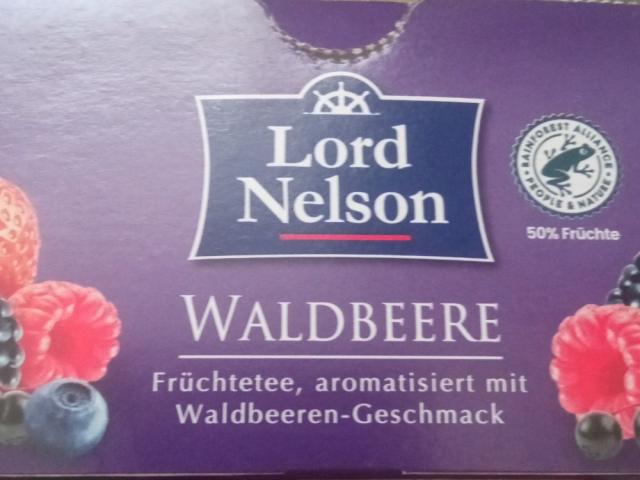 Lord
Nelson
RAINFOREST ALLIANCE
PEOPLE & NATURE
50% Früchte
WALDBEERE
Früchtetee, aromatisiert mit
Waldbeeren-Geschmack